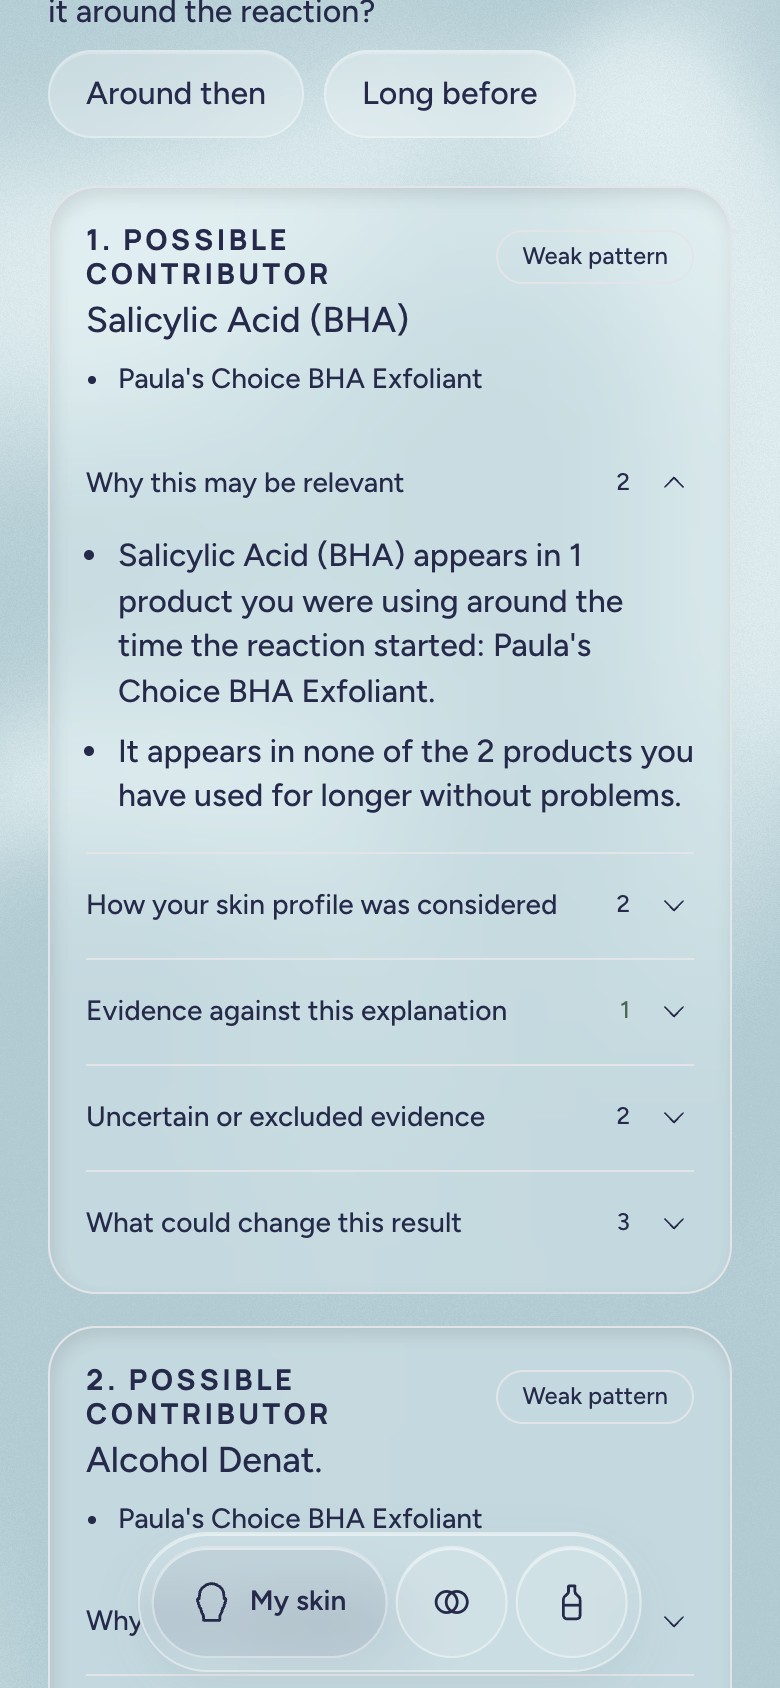 it around the reaction?
Around then
Long before
1. POSSIBLE
CONTRIBUTOR
Weak pattern
Salicylic Acid (BHA)
• Paula's Choice BHA Exfoliant
Why this may be relevant 2
• Salicylic Acid (BHA) appears in 1
product you were using around the
time the reaction started: Paula's
Choice BHA Exfoliant.
• It appears in none of the 2 products you
have used for longer without problems.
How your skin profile was considered 2
Evidence against this explanation 1
Uncertain or excluded evidence 2
What could change this result 3
2. POSSIBLE
CONTRIBUTOR
Weak pattern
Alcohol Denat.
• Paula's Choice BHA Exfoliant
Why
My skin